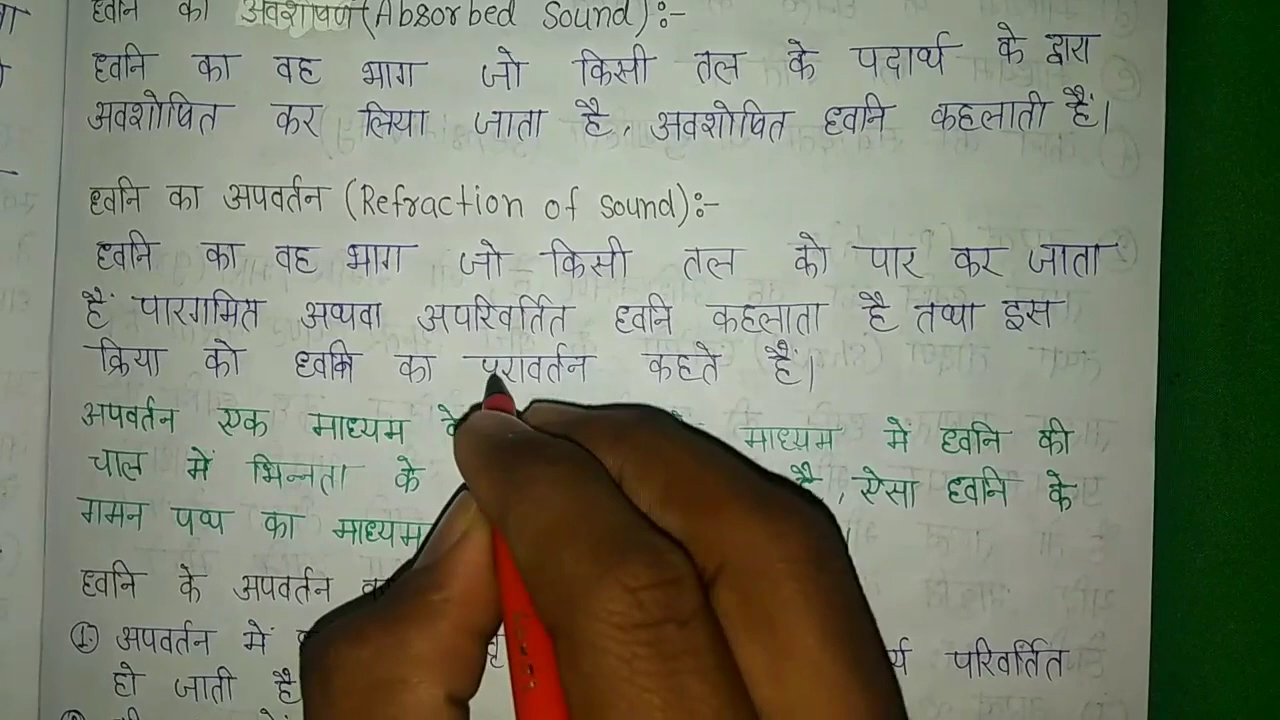 ध्वनि का अवशोषण (Absorbed Sound):-
ध्वनि का वह भाग जो किसी तल के पदार्थ के द्वारा
अवशोषित कर लिया जाता है, अवशोषित ध्वनि कहलाती हैं।
ध्वनि का अपवर्तन (Refraction of sound):-
ध्वनि का वह भाग जो किसी तल को पार कर जाता
हैं पारगमित अथवा अपरिवर्तित ध्वनि कहलाता है तथा इस
क्रिया को ध्वनि का परावर्तन कहते हैं।
अपवर्तन एक माध्यम माध्यम में ध्वनि की
चाल में भिन्नता के है, ऐसा ध्वनि के
गमन पथ का माध्यम
ध्वनि के अपवर्तन
① अपवर्तन में परिवर्तित
हो जाती है